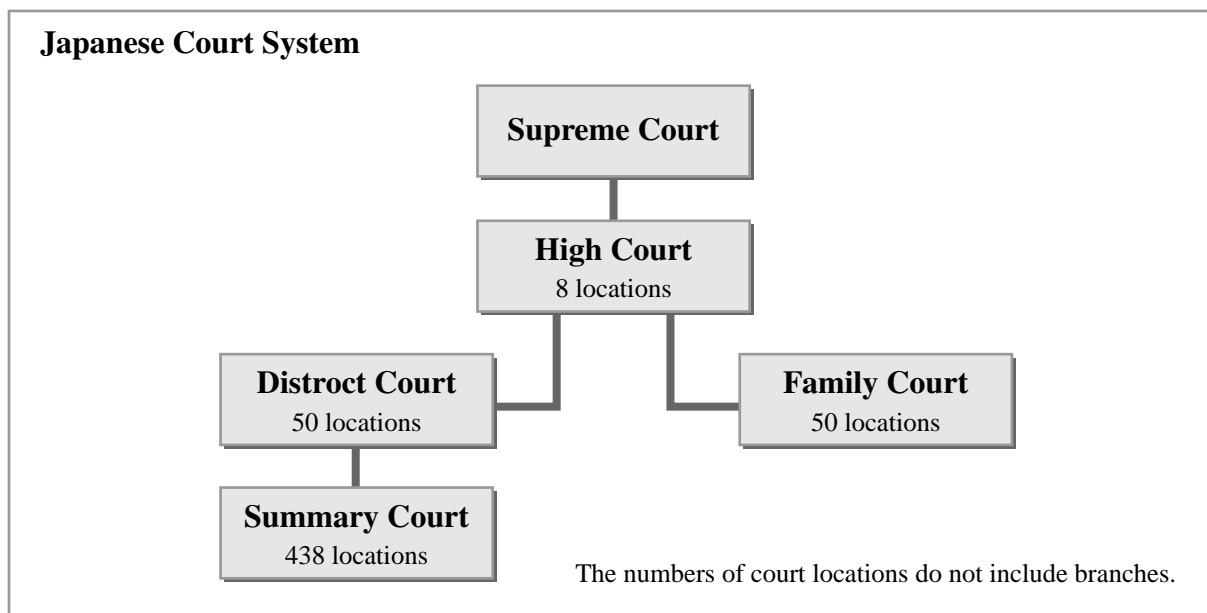 Japanese Court System
Supreme Court
High Court
8 locations
Distroct Court
50 locations
Family Court
50 locations
Summary Court
438 locations
The numbers of court locations do not include branches.